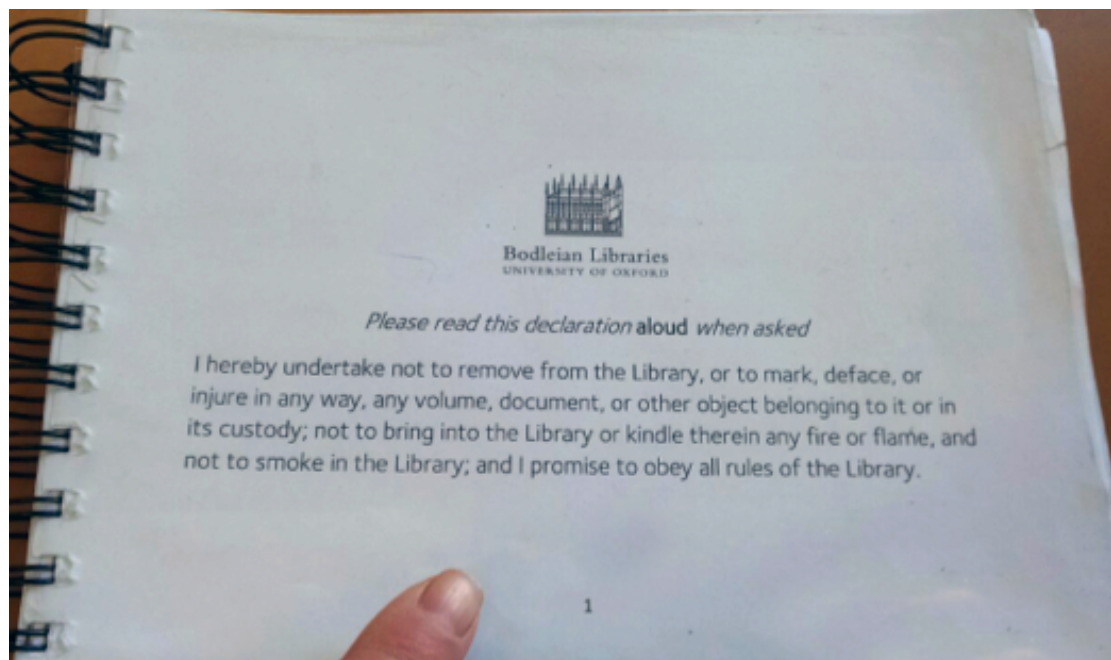 Bodleian Libraries
UNIVERSITY OF OXFORD
Please read this declaration aloud when asked
I hereby undertake not to remove from the Library, or to mark, deface, or
injure in any way, any volume, document, or other object belonging to it or in
its custody; not to bring into the Library or kindle therein any fire or flame, and
not to smoke in the Library; and I promise to obey all rules of the Library.
1